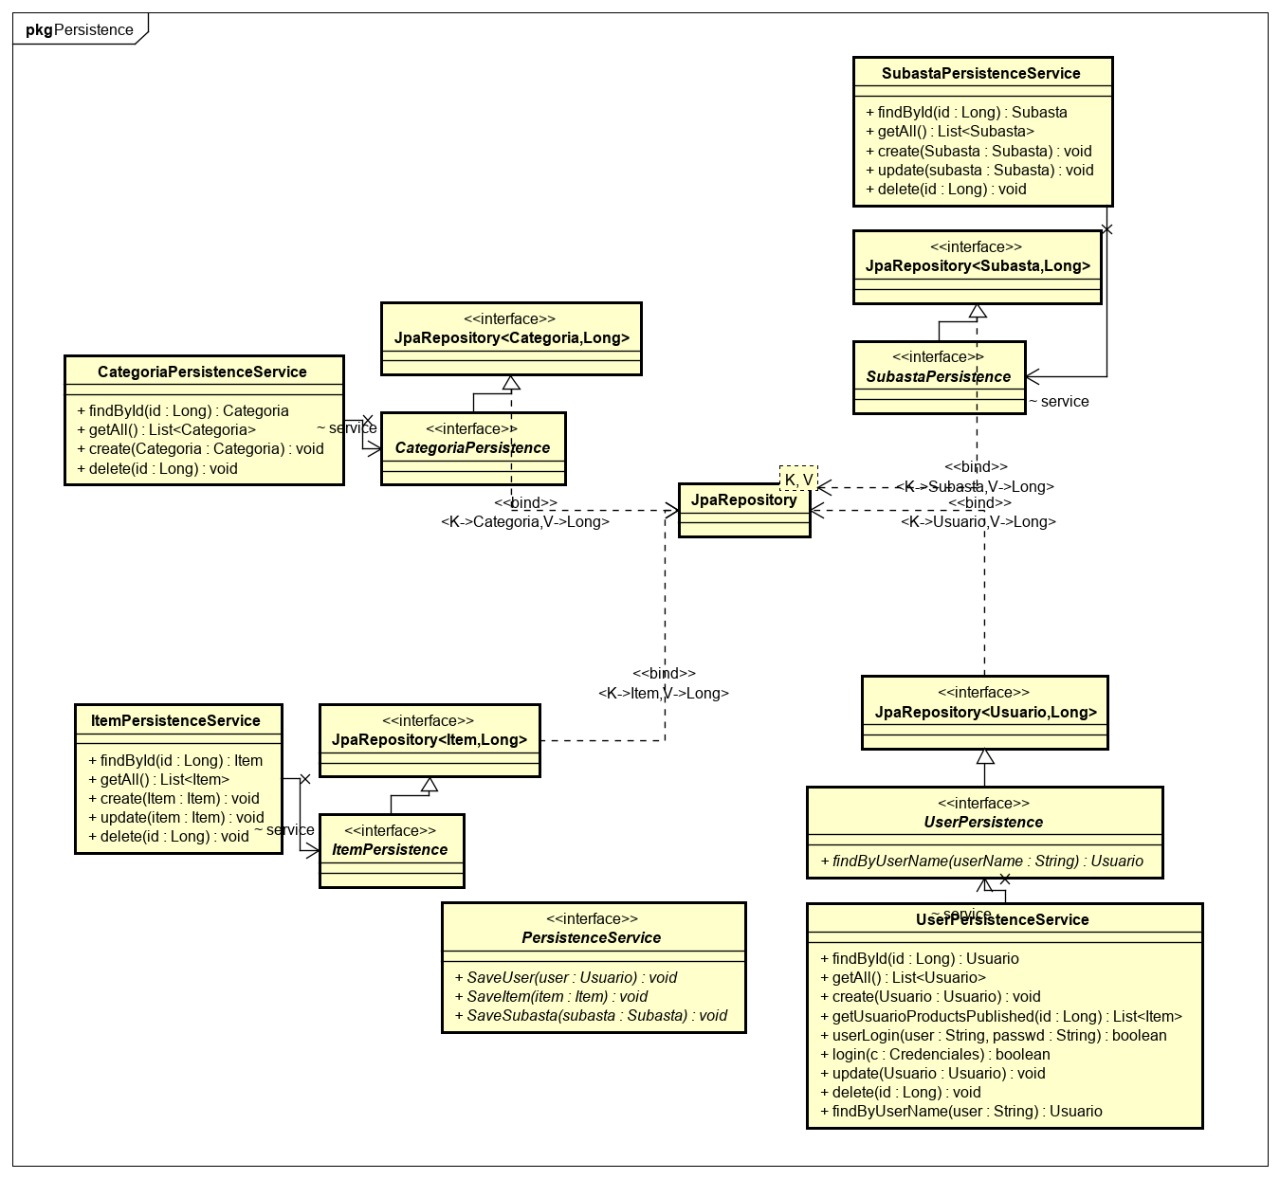 pkg Persistence
SubastaPersistenceService
+ findById(id : Long) : Subasta
+ getAll() : List<Subasta>
+ create(Subasta : Subasta) : void
+ update(subasta : Subasta) : void
+ delete(id : Long) : void
<<interface>>
JpaRepository<Subasta,Long>
<<interface>>
SubastaPersistence
~ service
<<interface>>
JpaRepository<Categoria,Long>
CategoriaPersistenceService
+ findById(id : Long) : Categoria
+ getAll() : List<Categoria>
+ create(Categoria : Categoria) : void
+ delete(id : Long) : void
~ service
<<interface>>
CategoriaPersistence
<<bind>>
<K->Categoria,V->Long>
K, V
JpaRepository
<<bind>>
<K->Subasta,V->Long>
<<bind>>
<K->Usuario,V->Long>
<<bind>>
<K->Item,V->Long>
ItemPersistenceService
+ findById(id : Long) : Item
+ getAll() : List<Item>
+ create(Item : Item) : void
+ update(item : Item) : void
+ delete(id : Long) : void
~ service
<<interface>>
JpaRepository<Item,Long>
<<interface>>
ItemPersistence
<<interface>>
JpaRepository<Usuario,Long>
<<interface>>
UserPersistence
+ findByUserName(userName : String) : Usuario
~ service
<<interface>>
PersistenceService
+ SaveUser(user : Usuario) : void
+ SaveItem(item : Item) : void
+ SaveSubasta(subasta : Subasta) : void
UserPersistenceService
+ findById(id : Long) : Usuario
+ getAll() : List<Usuario>
+ create(Usuario : Usuario) : void
+ getUsuarioProductsPublished(id : Long) : List<Item>
+ userLogin(user : String, passwd : String) : boolean
+ login(c : Credenciales) : boolean
+ update(Usuario : Usuario) : void
+ delete(id : Long) : void
+ findByUserName(user : String) : Usuario